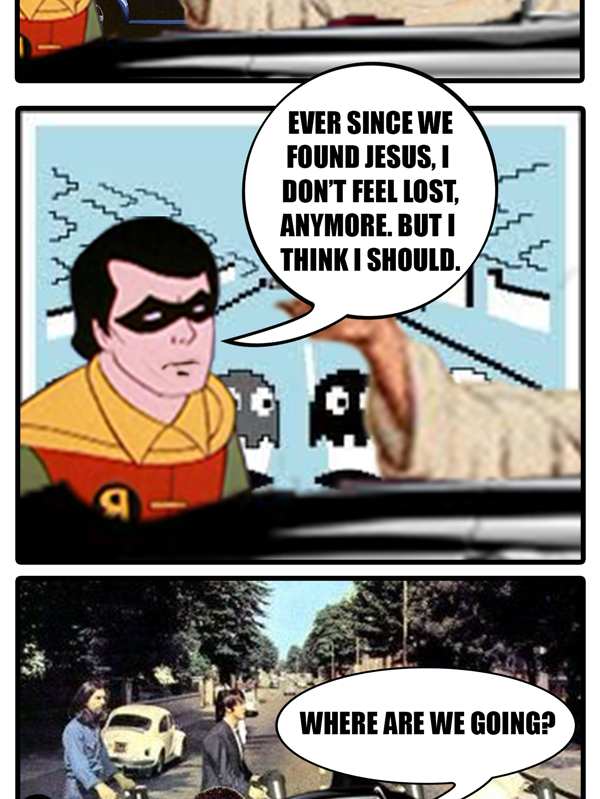 EVER SINCE WE
FOUND JESUS, I
DON'T FEEL LOST,
ANYMORE. BUT I
THINK I SHOULD.
R
WHERE ARE WE GOING?